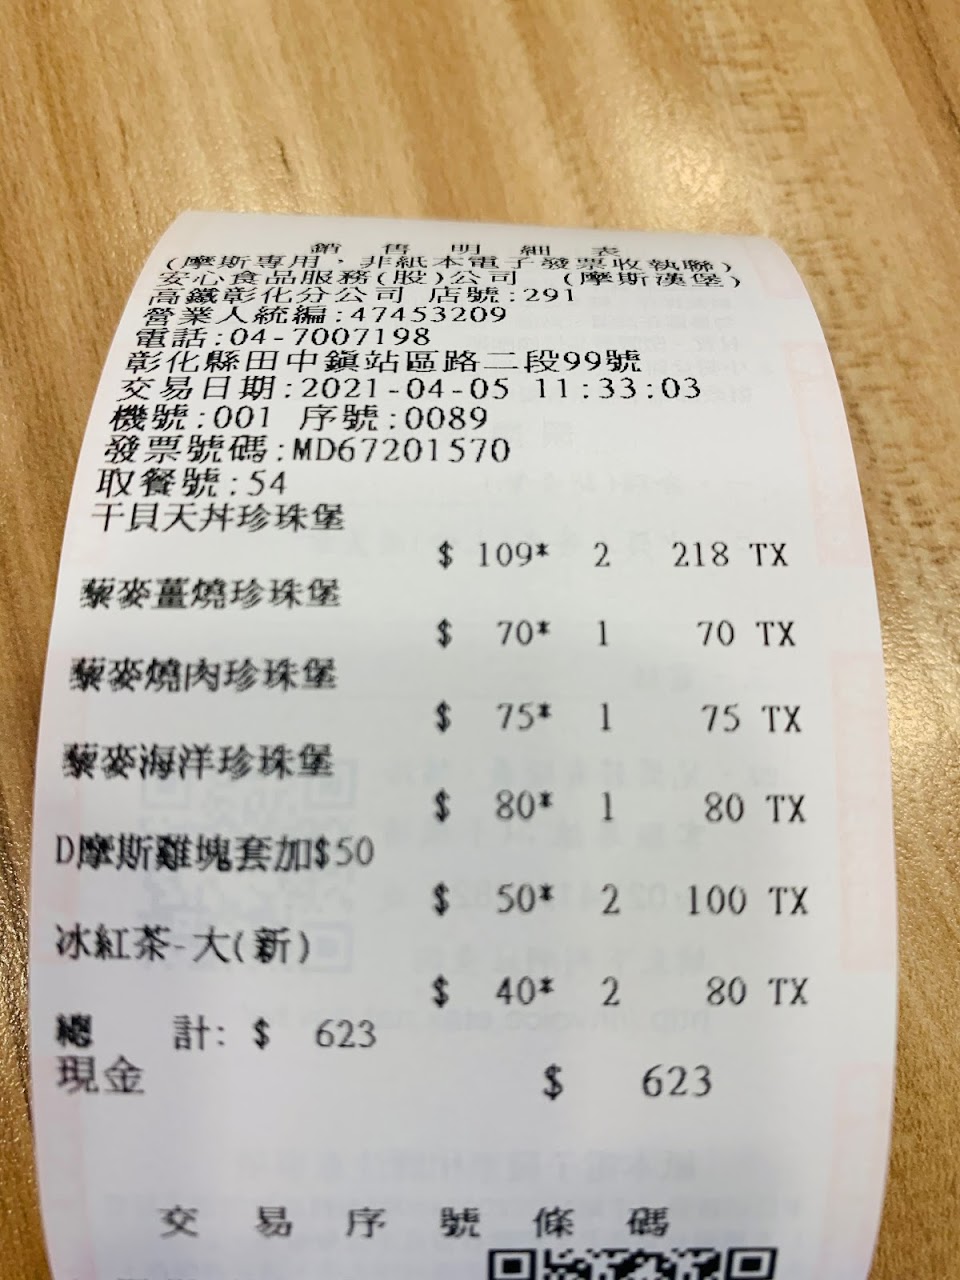 銷 售 明 細 表
(摩斯專用，非紙本電子發票收執聯)
安心食品服務(股)公司 (摩斯漢堡)
高鐵彰化分公司 店號:291
營業人統編:47453209
電話:04-7007198
彰化縣田中鎮站區路二段99號
交易日期:2021-04-05 11:33:03
機號:001 序號:0089
發票號碼:MD67201570
取餐號:54
干貝天丼珍珠堡
$ 109* 2 218 TX
藜麥薑燒珍珠堡
$ 70* 1 70 TX
藜麥燒肉珍珠堡
$ 75* 1 75 TX
藜麥海洋珍珠堡
$ 80* 1 80 TX
D摩斯雞塊套加$50
$ 50* 2 100 TX
冰紅茶-大(新)
$ 40* 2 80 TX
總 計: $ 623
現金 $ 623
交 易 序 號 條 碼